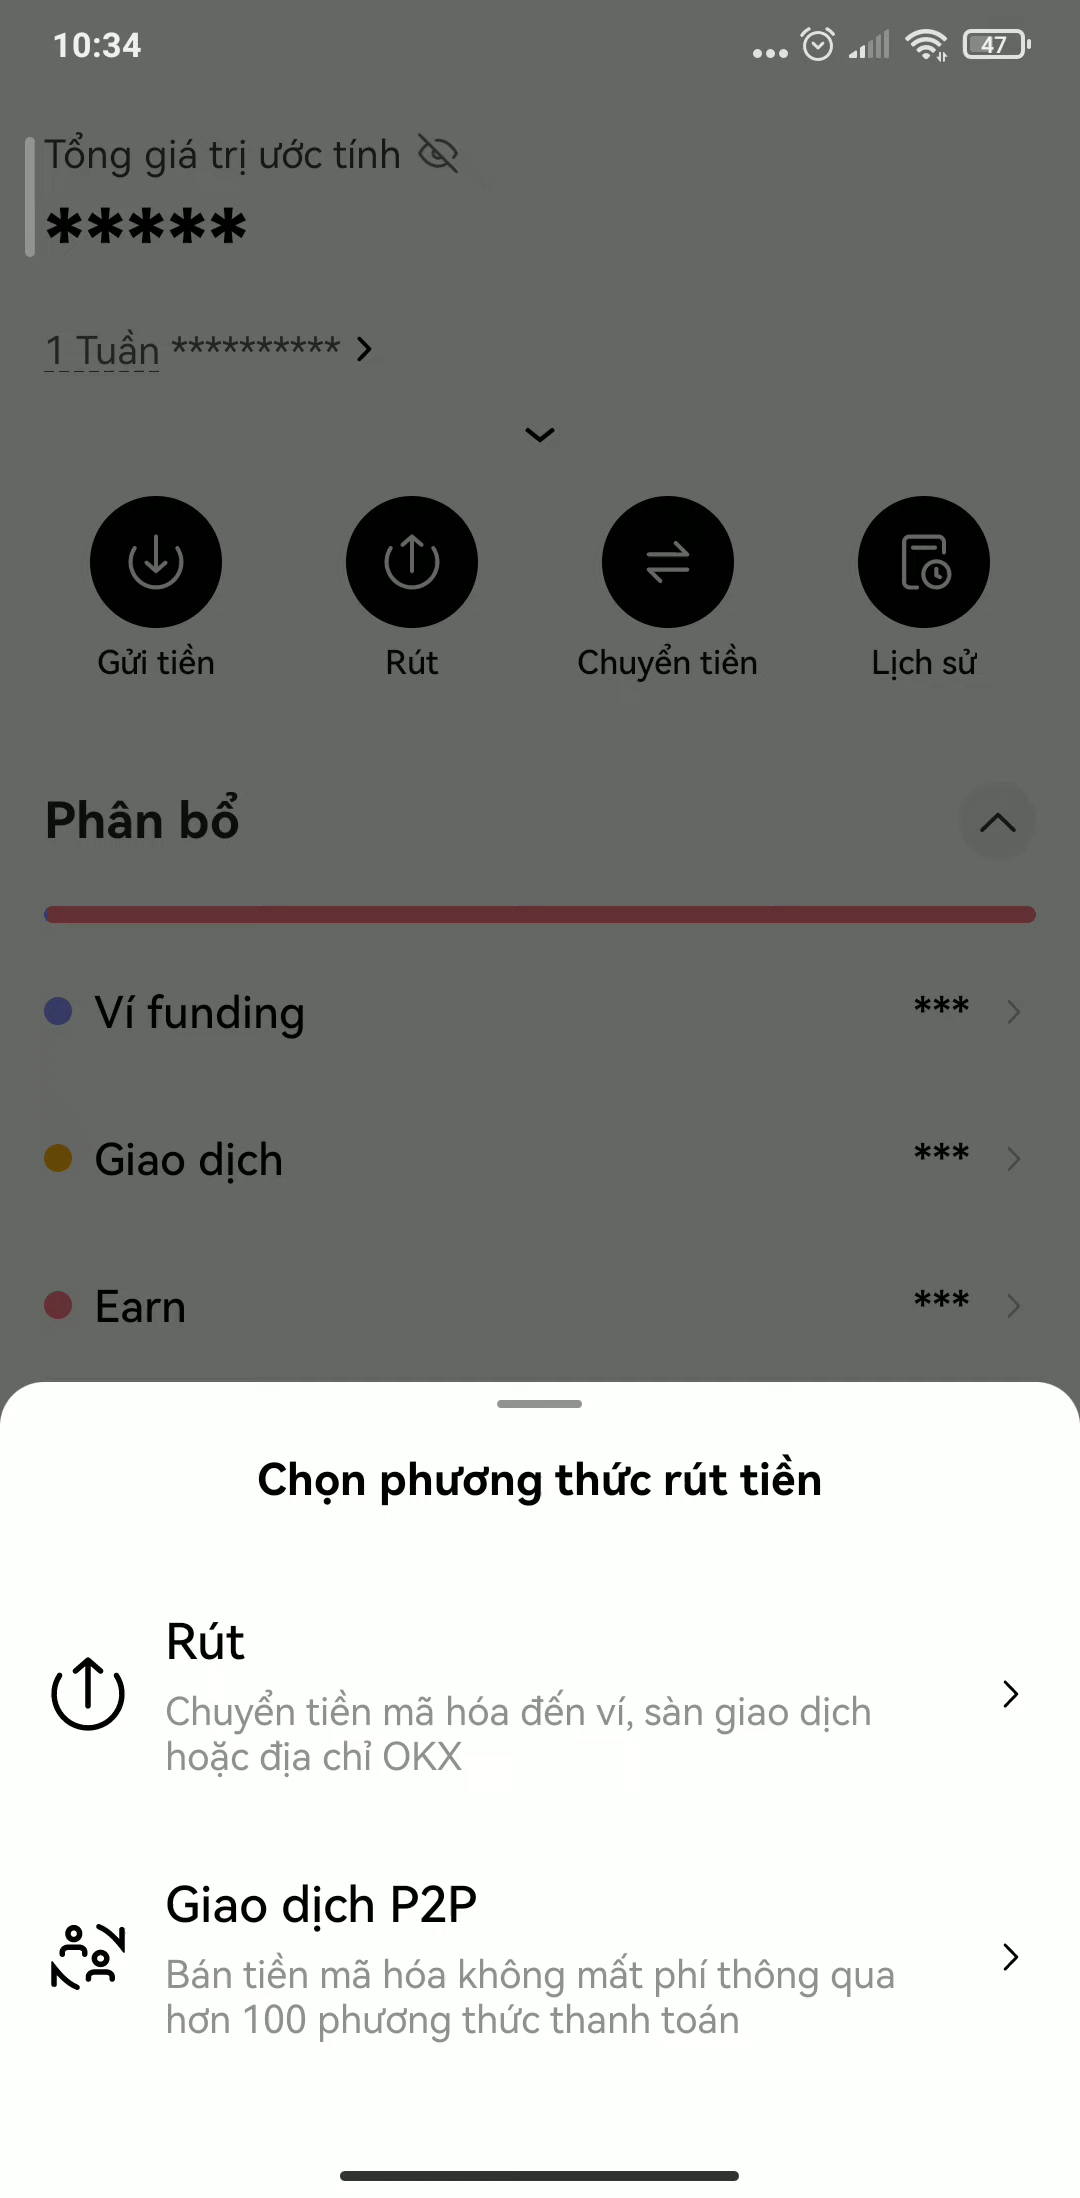 10:34
47
Tổng giá trị ước tính
*****
1 Tuần **********
Gửi tiền
Rút
Chuyển tiền
Lịch sử
Phân bổ
Ví funding ***
Giao dịch ***
Earn ***
Chọn phương thức rút tiền
Rút
Chuyển tiền mã hóa đến ví, sàn giao dịch
hoặc địa chỉ OKX
Giao dịch P2P
Bán tiền mã hóa không mất phí thông qua
hơn 100 phương thức thanh toán